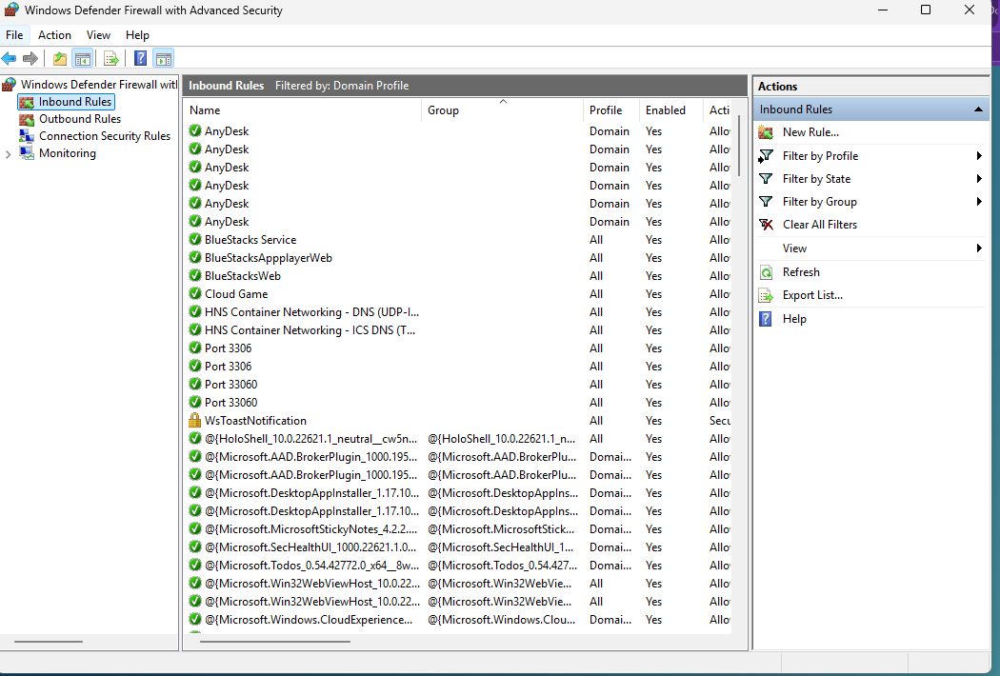 Windows Defender Firewall with Advanced Security
File Action View Help
Windows Defender Firewall with
Inbound Rules
Outbound Rules
Connection Security Rules
Monitoring
Inbound Rules Filtered by: Domain Profile
Name Group Profile Enabled Acti
AnyDesk Domain Yes Allo
AnyDesk Domain Yes Allo
AnyDesk Domain Yes Allo
AnyDesk Domain Yes Allo
AnyDesk Domain Yes Allo
AnyDesk Domain Yes Allo
BlueStacks Service All Yes Allo
BlueStacksAppplayerWeb All Yes Allo
BlueStacksWeb All Yes Allo
Cloud Game All Yes Allo
HNS Container Networking - DNS (UDP-I... All Yes Allo
HNS Container Networking - ICS DNS (T... All Yes Allo
Port 3306 All Yes Allo
Port 3306 All Yes Allo
Port 33060 All Yes Allo
Port 33060 All Yes Allo
WsToastNotification All Yes Secu
@{HoloShell_10.0.22621.1_neutral__cw5n... @{HoloShell_10.0.22621.1_n... All Yes Allo
@{Microsoft.AAD.BrokerPlugin_1000.195... @{Microsoft.AAD.BrokerPlu... Domai... Yes Allo
@{Microsoft.AAD.BrokerPlugin_1000.195... @{Microsoft.AAD.BrokerPlu... Domai... Yes Allo
@{Microsoft.DesktopAppInstaller_1.17.10... @{Microsoft.DesktopAppIns... Domai... Yes Allo
@{Microsoft.DesktopAppInstaller_1.17.10... @{Microsoft.DesktopAppIns... Domai... Yes Allo
@{Microsoft.MicrosoftStickyNotes_4.2.2.... @{Microsoft.MicrosoftStick... Domai... Yes Allo
@{Microsoft.SecHealthUI_1000.22621.1.0... @{Microsoft.SecHealthUI_1... Domai... Yes Allo
@{Microsoft.Todos_0.54.42772.0_x64__8w... @{Microsoft.Todos_0.54.427... Domai... Yes Allo
@{Microsoft.Win32WebViewHost_10.0.22... @{Microsoft.Win32WebVie... All Yes Allo
@{Microsoft.Win32WebViewHost_10.0.22... @{Microsoft.Win32WebVie... All Yes Allo
@{Microsoft.Windows.CloudExperience... @{Microsoft.Windows.Clou... Domai... Yes Allo
Actions
Inbound Rules
New Rule...
Filter by Profile
Filter by State
Filter by Group
Clear All Filters
View
Refresh
Export List...
Help